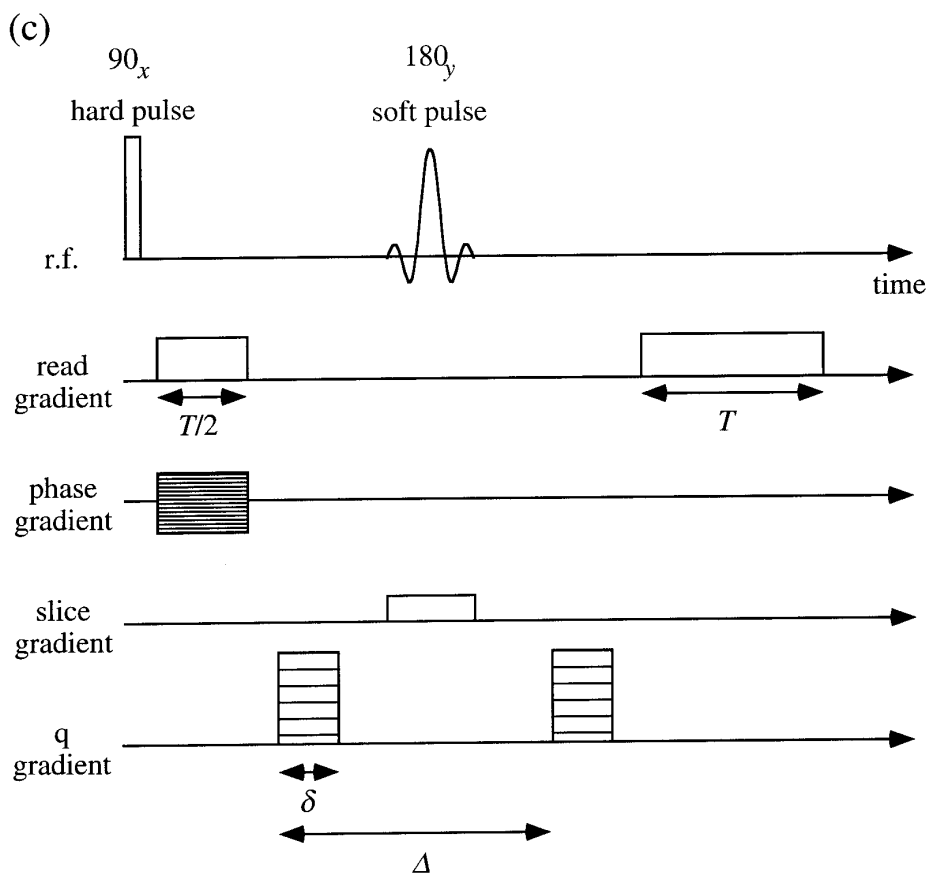 (c)
90x
180y
hard pulse
soft pulse
r.f.
time
read
gradient
T/2
T
phase
gradient
slice
gradient
q
gradient
δ
Δ